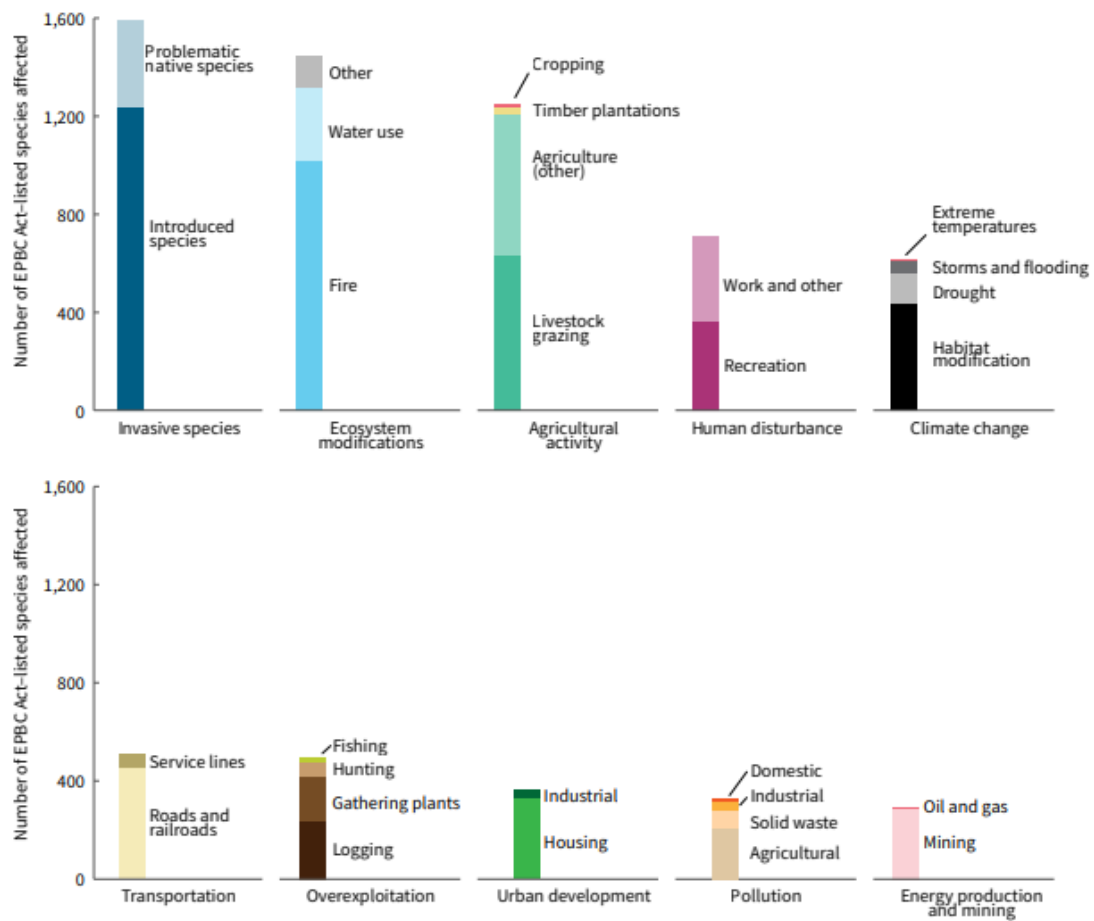 Number of EPBC Act–listed species affected
1,600
1,200
800
400
0
Problematic
native species
Introduced
species
Invasive species
Other
Water use
Fire
Ecosystem
modifications
Cropping
Timber plantations
Agriculture
(other)
Livestock
grazing
Agricultural
activity
Work and other
Recreation
Human disturbance
Extreme
temperatures
Storms and flooding
Drought
Habitat
modification
Climate change
Number of EPBC Act–listed species affected
1,600
1,200
800
400
0
Service lines
Roads and
railroads
Transportation
Fishing
Hunting
Gathering plants
Logging
Overexploitation
Industrial
Housing
Urban development
Domestic
Industrial
Solid waste
Agricultural
Pollution
Oil and gas
Mining
Energy production
and mining